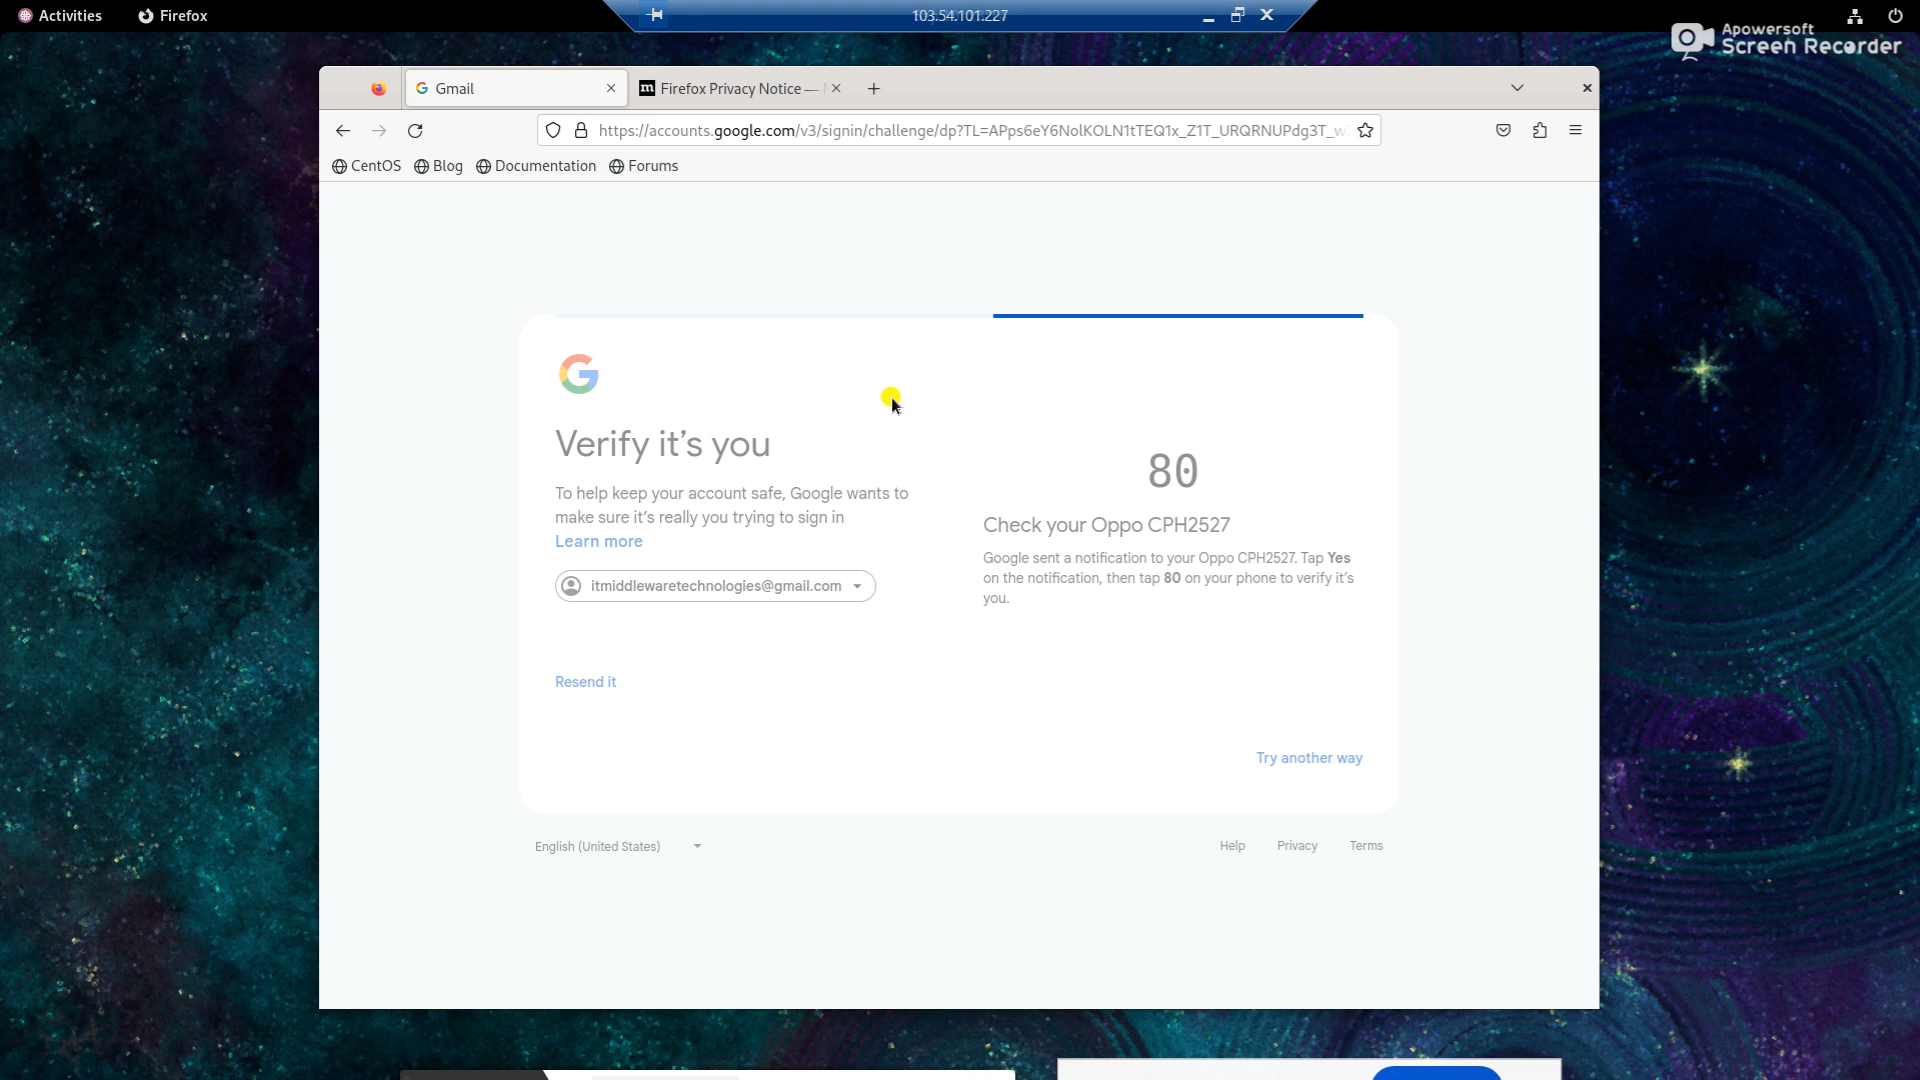 Activities
Firefox
103.54.101.227
Apowersoft
Screen Recorder
Gmail
Firefox Privacy Notice —
https://accounts.google.com/v3/signin/challenge/dp?TL=APps6eY6NolKOLN1tTEQ1x_Z1T_URQRNUPdg3T_w
CentOS
Blog
Documentation
Forums
Verify it's you
To help keep your account safe, Google wants to
make sure it's really you trying to sign in
Learn more
itmiddlewaretechnologies@gmail.com
Resend it
80
Check your Oppo CPH2527
Google sent a notification to your Oppo CPH2527. Tap Yes
on the notification, then tap 80 on your phone to verify it's
you.
Try another way
English (United States)
Help
Privacy
Terms